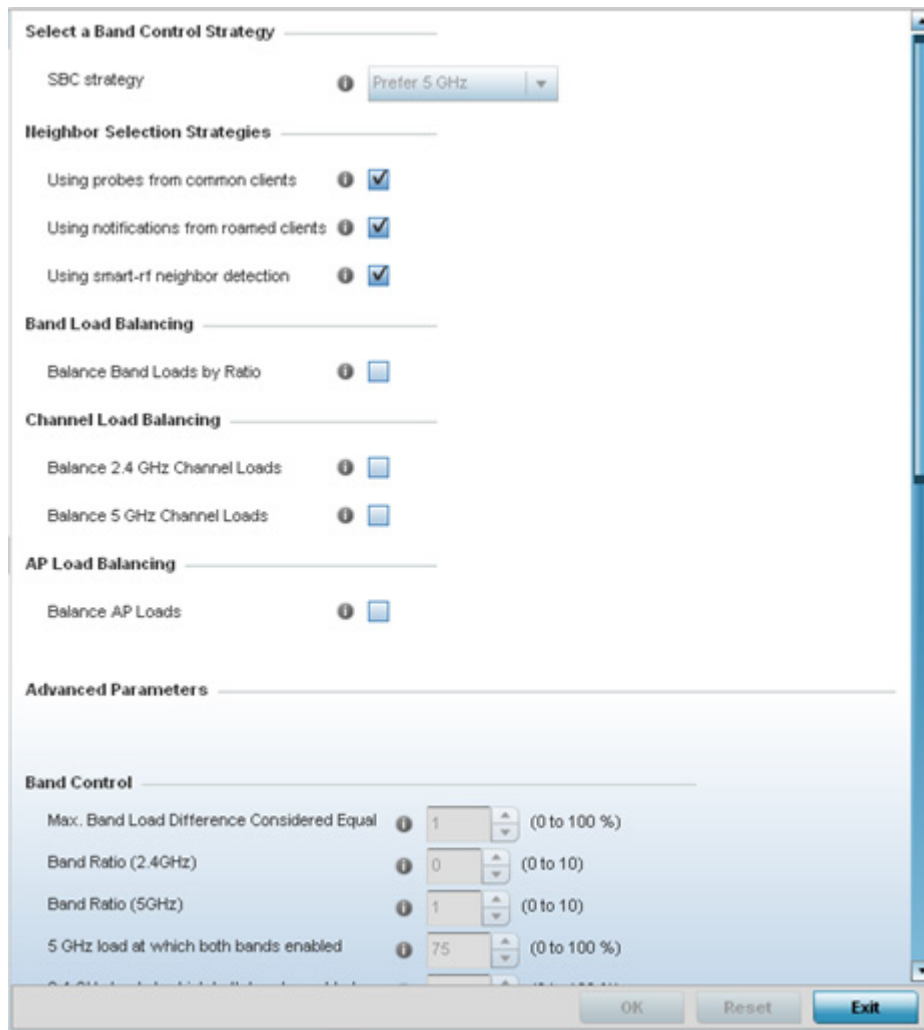 Select a Band Control Strategy
SBC strategy Prefer 5 GHz
Neighbor Selection Strategies
Using probes from common clients
Using notifications from roamed clients
Using smart-rf neighbor detection
Band Load Balancing
Balance Band Loads by Ratio
Channel Load Balancing
Balance 2.4 GHz Channel Loads
Balance 5 GHz Channel Loads
AP Load Balancing
Balance AP Loads
Advanced Parameters
Band Control
Max. Band Load Difference Considered Equal 1 (0 to 100 %)
Band Ratio (2.4GHz) 0 (0 to 10)
Band Ratio (5GHz) 1 (0 to 10)
5 GHz load at which both bands enabled 75 (0 to 100 %)
OK Reset Exit